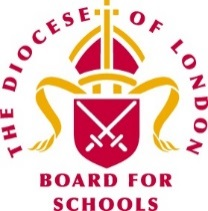 THE DIOCESE OF LONDON
BOARD FOR
SCHOOLS